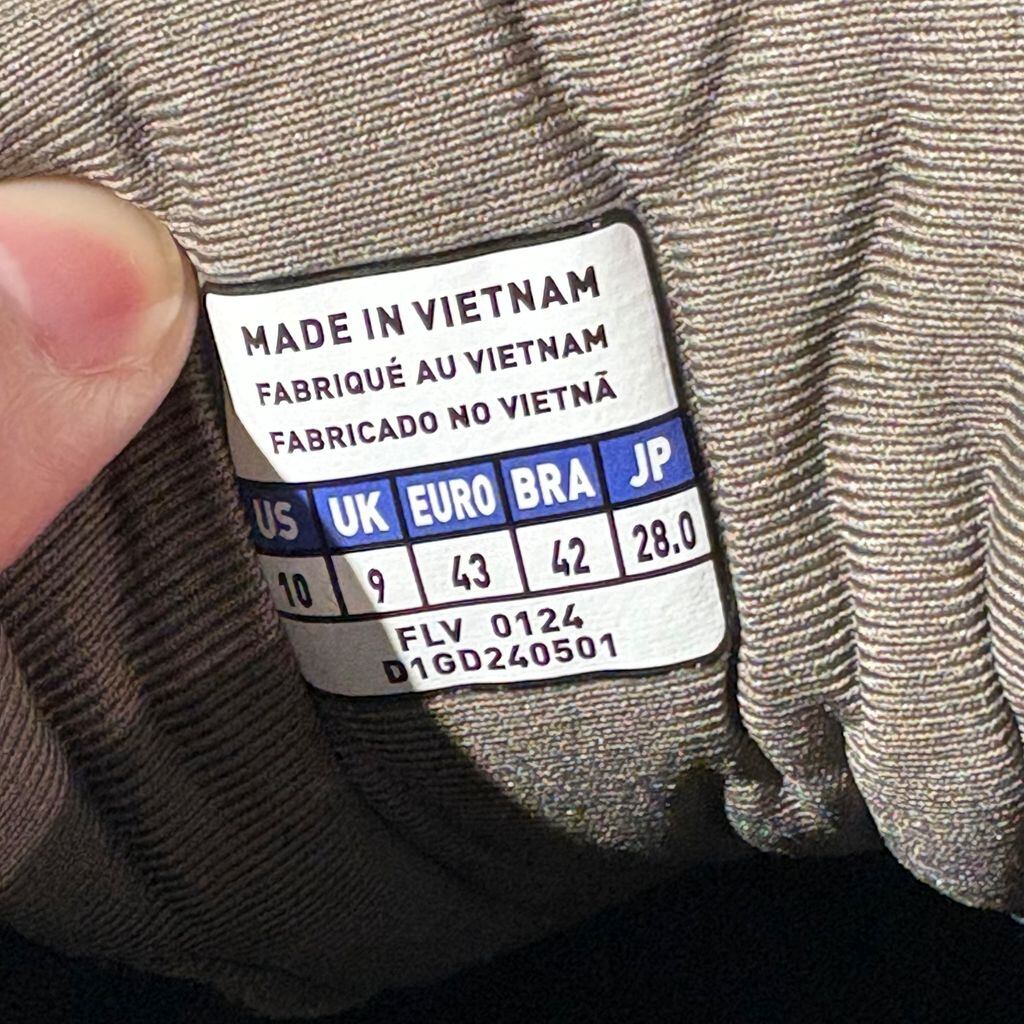 MADE IN VIETNAM
FABRIQUÉ AU VIETNAM
FABRICADO NO VIETNÃ
US UK EURO BRA JP
10 9 43 42 28.0
FLV 0124
D1GD240501